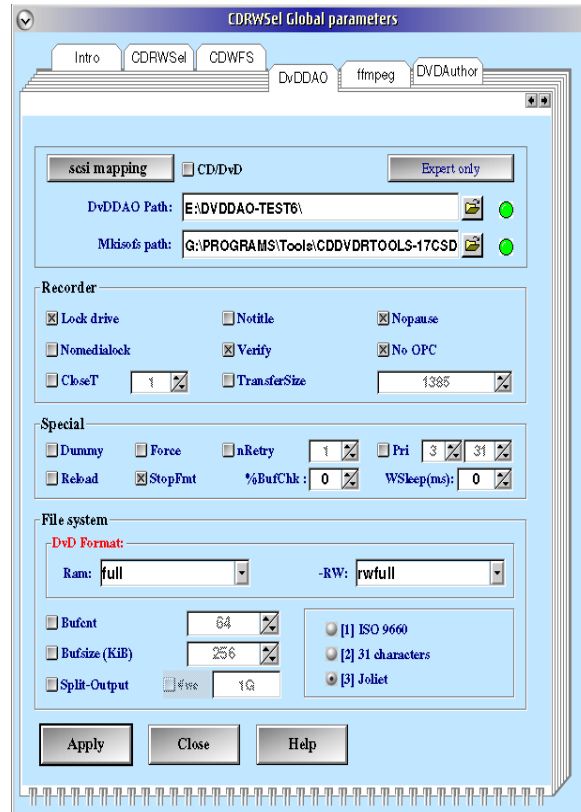 CDRWSel Global parameters
Intro CDRWSel CDWFS DvDDAO ffmpeg DVDAuthor
scsi mapping CD/DvD Expert only
DvDDAO Path: E:\DVDDAO-TEST6\
Mkisofs path: G:\PROGRAMS\Tools\CDDVDRTOOLS-17CSD
Recorder
Lock drive Notitle Nopause
Nomedialock Verify No OPC
CloseT 1 TransferSize 1385
Special
Dummy Force nRetry 1 Pri 3 31
Reload StopFmt %BufChk : 0 WSleep(ms): 0
File system
DvD Format:
Ram: full -RW: rwfull
Bufcnt 64 [1] ISO 9660
Bufsize (KiB) 256 [2] 31 characters
Split-Output 1G [3] Joliet
Apply Close Help